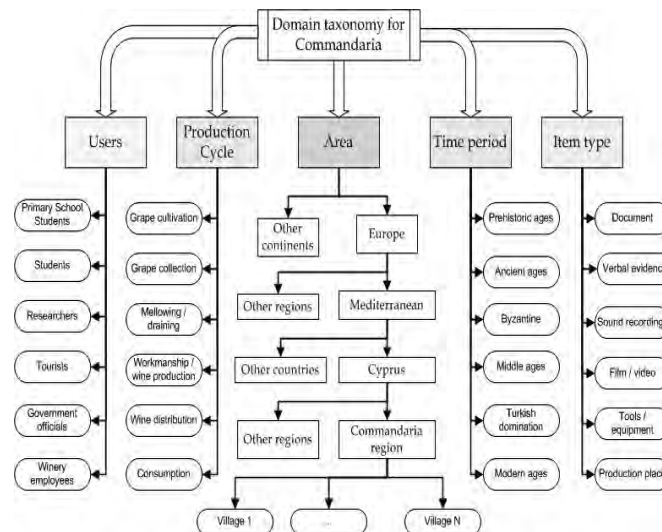 Domain taxonomy for
Commandaria
Users
Production
Cycle
Area
Time period
Item type
Primary School
Students
Students
Researchers
Tourists
Government
officials
Winery
employees
Grape cultivation
Grape collection
Mellowing /
draining
Workmanship /
wine production
Wine distribution
Consumption
Other
continents
Europe
Other regions
Mediterranean
Other countries
Cyprus
Other regions
Commandaria
region
Village 1
...
Village N
Prehistoric ages
Ancient ages
Byzantine
Middle ages
Turkish
domination
Modern ages
Document
Verbal evidenc
Sound recording
Film / video
Tools /
equipment
Production place